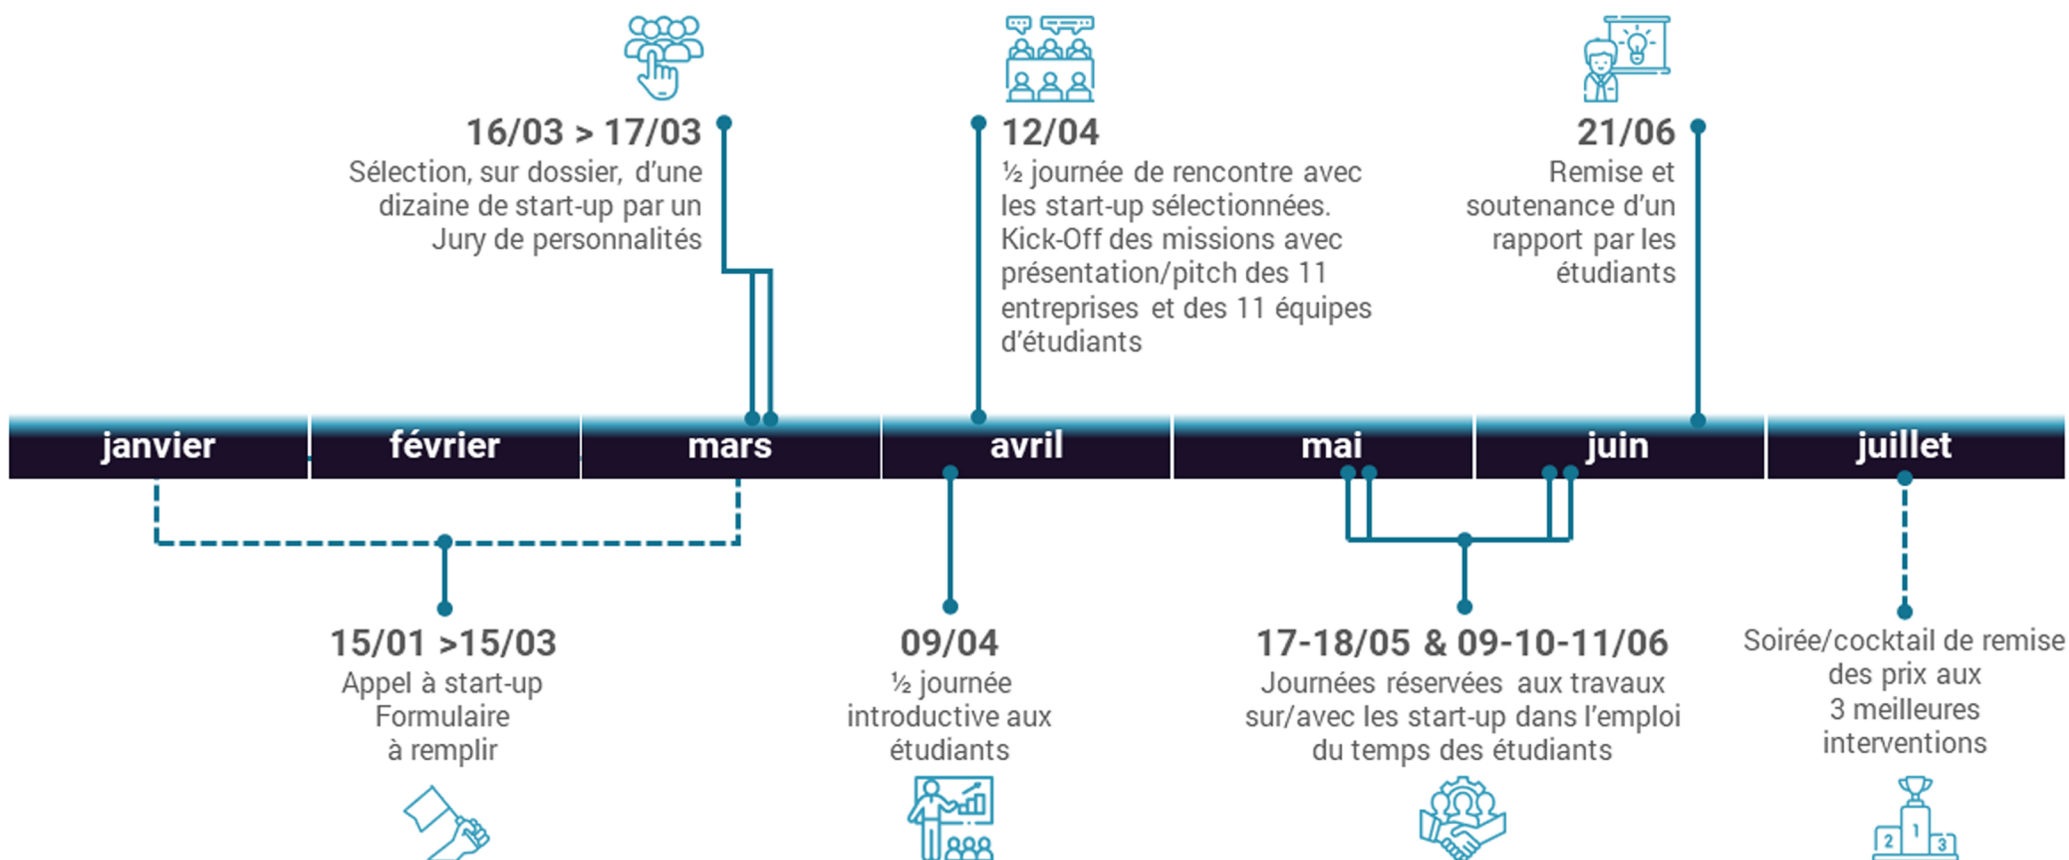 16/03 > 17/03
Sélection, sur dossier, d’une
dizaine de start-up par un
Jury de personnalités
12/04
½ journée de rencontre avec
les start-up sélectionnées.
Kick-Off des missions avec
présentation/pitch des 11
entreprises et des 11 équipes
d’étudiants
21/06
Remise et
soutenance d’un
rapport par les
étudiants
janvier
février
mars
avril
mai
juin
juillet
15/01 >15/03
Appel à start-up
Formulaire
à remplir
09/04
½ journée
introductive aux
étudiants
17-18/05 & 09-10-11/06
Journées réservées aux travaux
sur/avec les start-up dans l’emploi
du temps des étudiants
Soirée/cocktail de remise
des prix aux
3 meilleures
interventions
2 1 3